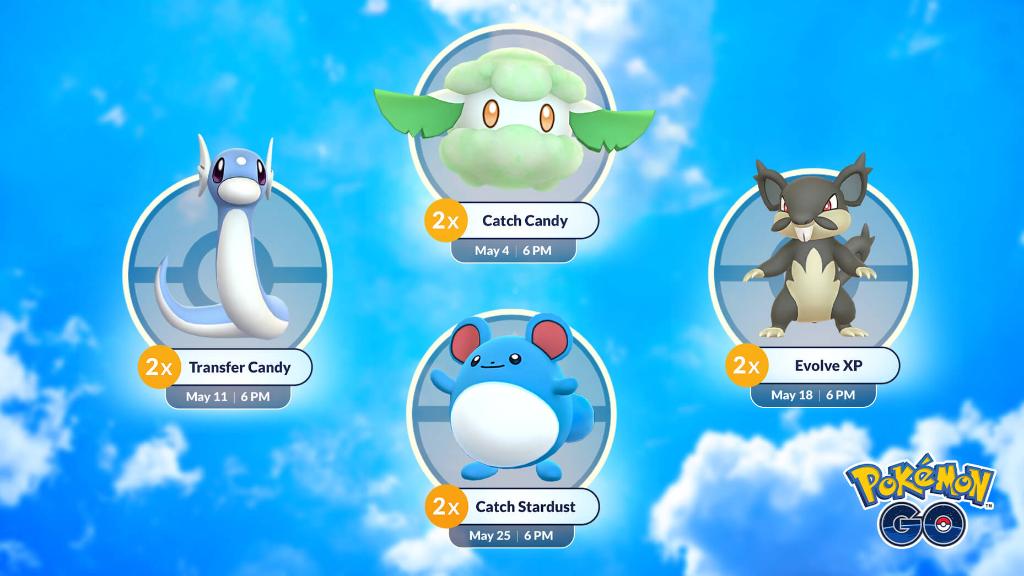 2x Catch Candy
May 4 | 6 PM
2x Transfer Candy
May 11 | 6 PM
2x Evolve XP
May 18 | 6 PM
2x Catch Stardust
May 25 | 6 PM
POKÉMON
GO
TM